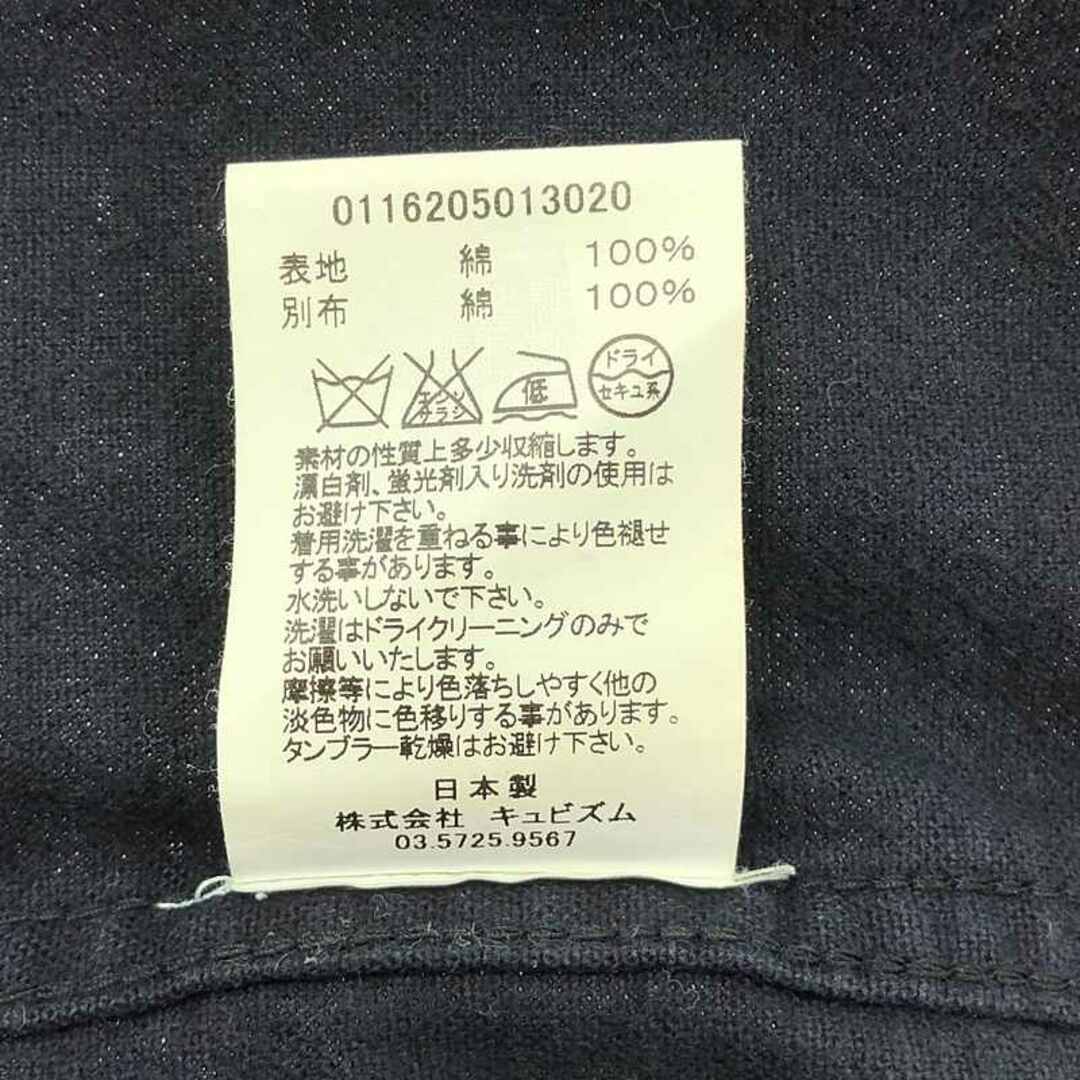 0116205013020
表地 綿 100%
別布 綿 100%
エンソ
サラシ
低
ドライ
セキユ系
素材の性質上多少収縮します。
漂白剤、蛍光剤入り洗剤の使用は
お避け下さい。
着用洗濯を重ねる事により色褪せ
する事があります。
水洗いしないで下さい。
洗濯はドライクリーニングのみで
お願いいたします。
摩擦等により色落ちしやすく他の
淡色物に色移りする事があります。
タンブラー乾燥はお避け下さい。
日本製
株式会社 キュビズム
03.5725.9567